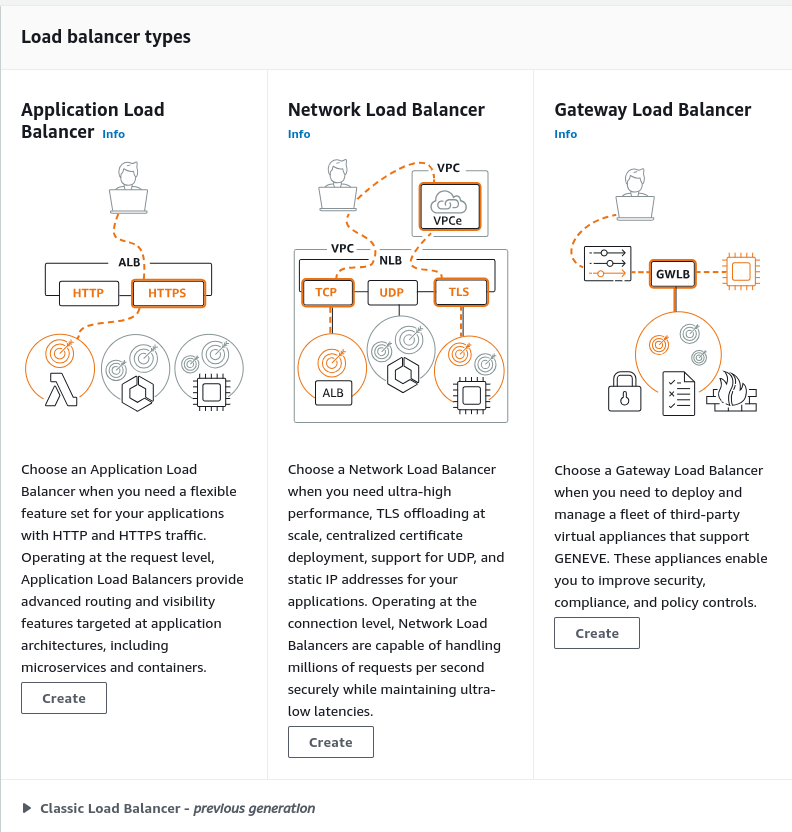 Load balancer types
Application Load
Balancer Info
ALB
HTTP
HTTPS
Choose an Application Load
Balancer when you need a flexible
feature set for your applications
with HTTP and HTTPS traffic.
Operating at the request level,
Application Load Balancers provide
advanced routing and visibility
features targeted at application
architectures, including
microservices and containers.
Create
Network Load Balancer
Info
VPC
VPCe
VPC
NLB
TCP
UDP
TLS
ALB
Choose a Network Load Balancer
when you need ultra-high
performance, TLS offloading at
scale, centralized certificate
deployment, support for UDP, and
static IP addresses for your
applications. Operating at the
connection level, Network Load
Balancers are capable of handling
millions of requests per second
securely while maintaining ultra-
low latencies.
Create
Gateway Load Balancer
Info
GWLB
Choose a Gateway Load Balancer
when you need to deploy and
manage a fleet of third-party
virtual appliances that support
GENEVE. These appliances enable
you to improve security,
compliance, and policy controls.
Create
Classic Load Balancer - previous generation